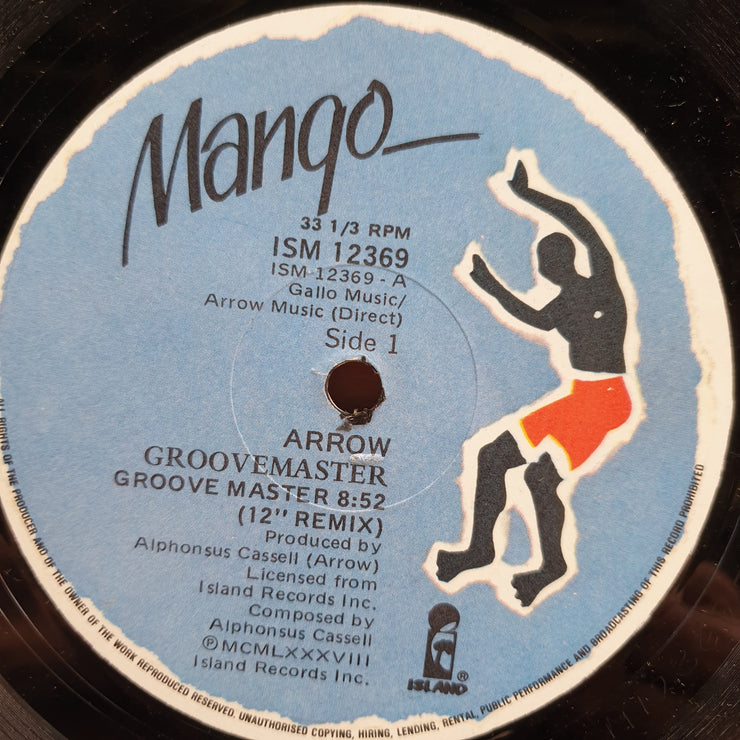 Mango
33 1/3 RPM
ISM 12369
ISM 12369 - A
Gallo Music/
Arrow Music (Direct)
Side 1
ARROW
GROOVEMASTER
GROOVE MASTER 8:52
(12" REMIX)
Produced by
Alphonsus Cassell (Arrow)
Licensed from
Island Records Inc.
Composed by
Alphonsus Cassell
℗MCMLXXXVIII
Island Records Inc.
ISLAND®
ALL RIGHTS OF THE PRODUCER AND OF THE OWNER OF THE WORK REPRODUCED RESERVED. UNAUTHORISED COPYING, HIRING, LENDING, RENTAL, PUBLIC PERFORMANCE AND BROADCASTING OF THIS RECORD PROHIBITED